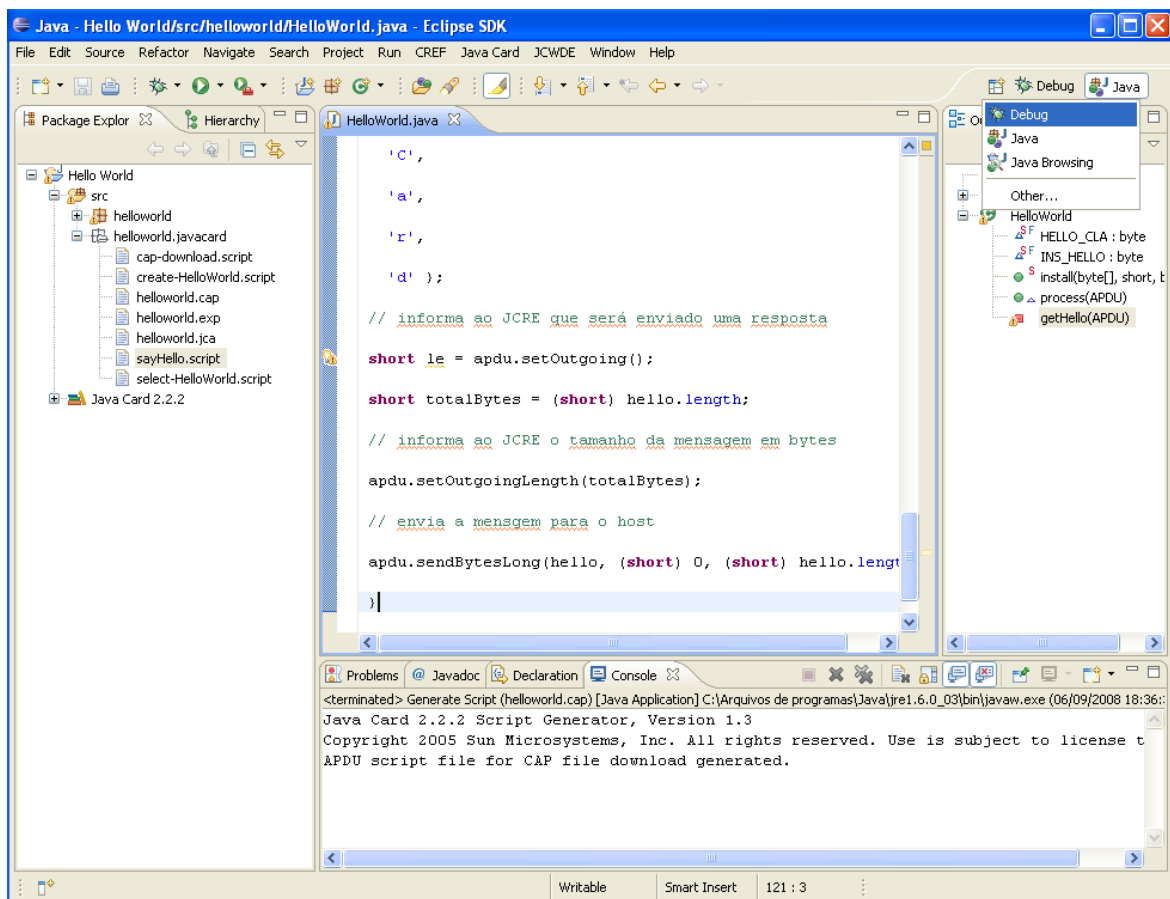 Java - Hello World/src/helloworld/HelloWorld.java - Eclipse SDK
File Edit Source Refactor Navigate Search Project Run CREF Java Card JCWDE Window Help
Debug Java
Package Explor Hierarchy
HelloWorld.java
Debug
Java
Java Browsing
Other...
Hello World
src
helloworld
helloworld.javacard
cap-download.script
create-HelloWorld.script
helloworld.cap
helloworld.exp
helloworld.jca
sayHello.script
select-HelloWorld.script
Java Card 2.2.2
'C',
'a',
'r',
'd' };
// informa ao JCRE que será enviado uma resposta
short le = apdu.setOutgoing();
short totalBytes = (short) hello.length;
// informa ao JCRE o tamanho da mensagem em bytes
apdu.setOutgoingLength(totalBytes);
// envia a mensgem para o host
apdu.sendBytesLong(hello, (short) 0, (short) hello.lengt
}
HelloWorld
HELLO_CLA : byte
INS_HELLO : byte
install(byte[], short, b
process(APDU)
getHello(APDU)
Problems @ Javadoc Declaration Console
<terminated> Generate Script (helloworld.cap) [Java Application] C:\Arquivos de programas\Java\jre1.6.0_03\bin\javaw.exe (06/09/2008 18:36:
Java Card 2.2.2 Script Generator, Version 1.3
Copyright 2005 Sun Microsystems, Inc. All rights reserved. Use is subject to license t
APDU script file for CAP file download generated.
Writable Smart Insert 121 : 3